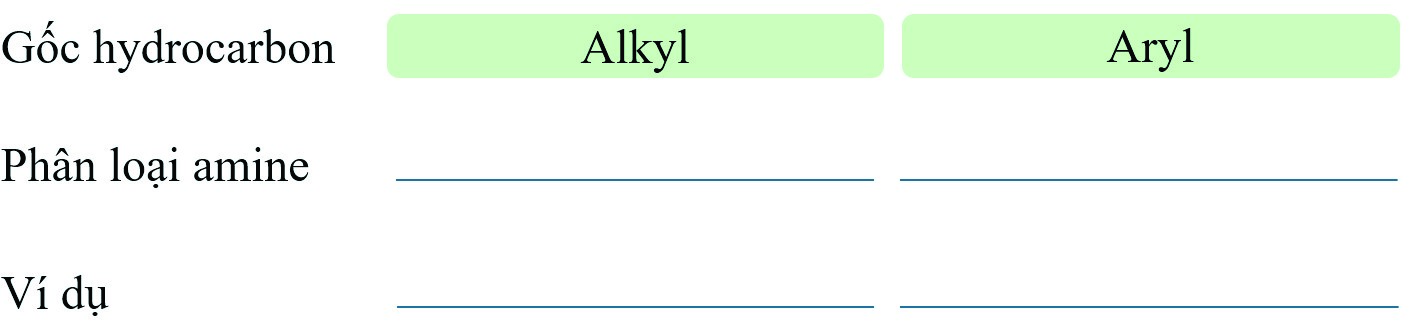 Gốc hydrocarbon Alkyl Aryl
Phân loại amine
Ví dụ